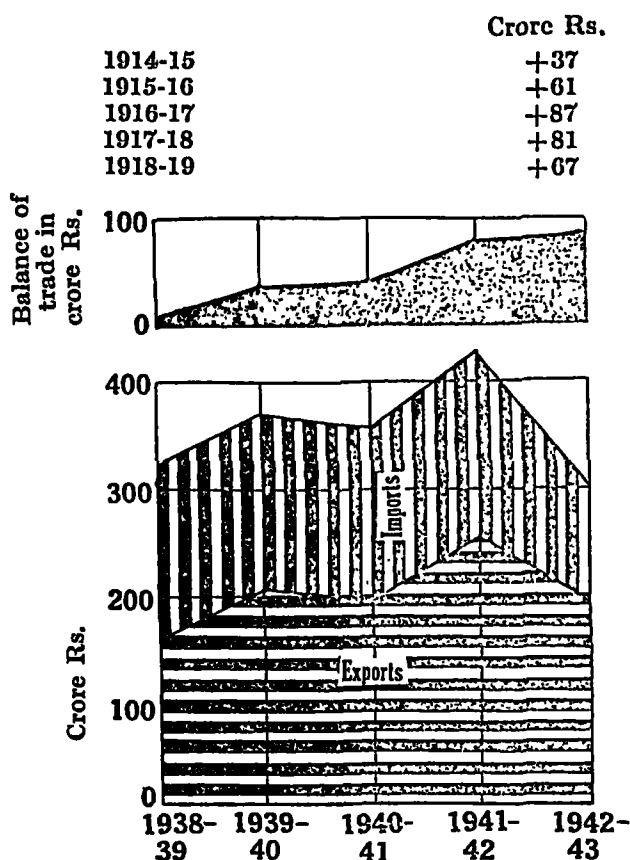 Crore Rs.
1914-15 +37
1915-16 +61
1916-17 +87
1917-18 +81
1918-19 +67
Balance of
trade in
crore Rs.
100
0
400
300
200
100
0
Crore Rs.
Imports
Exports
1938- 1939- 1940- 1941- 1942-
39 40 41 42 43